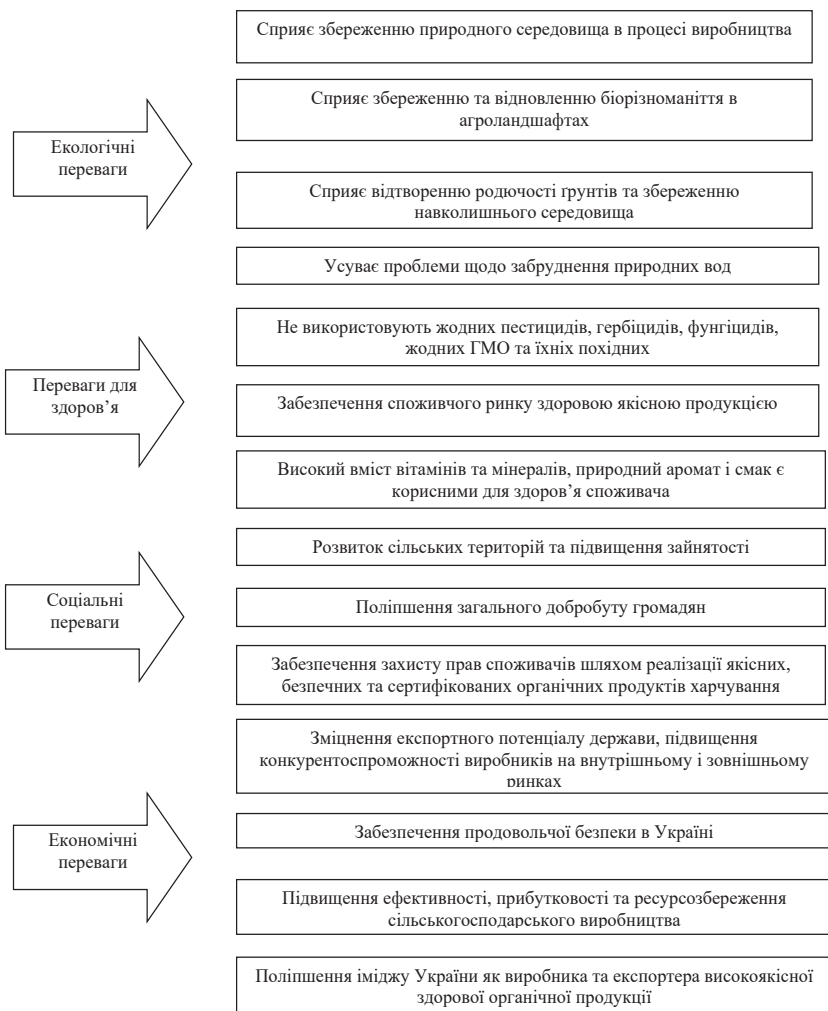 Сприяє збереженню природного середовища в процесі виробництва
Сприяє збереженню та відновленню біорізноманіття в
агроландшафтах
Екологічні
переваги
Сприяє відтворенню родючості ґрунтів та збереженню
навколишнього середовища
Усуває проблеми щодо забруднення природних вод
Не використовують жодних пестицидів, гербіцидів, фунгіцидів,
жодних ГМО та їхніх похідних
Переваги для
здоров’я
Забезпечення споживчого ринку здоровою якісною продукцією
Високий вміст вітамінів та мінералів, природний аромат і смак є
корисними для здоров’я споживача
Розвиток сільських територій та підвищення зайнятості
Соціальні
переваги
Поліпшення загального добробуту громадян
Забезпечення захисту прав споживачів шляхом реалізації якісних,
безпечних та сертифікованих органічних продуктів харчування
Зміцнення експортного потенціалу держави, підвищення
конкурентоспроможності виробників на внутрішньому і зовнішньому
ринках
Економічні
переваги
Забезпечення продовольчої безпеки в Україні
Підвищення ефективності, прибутковості та ресурсозбереження
сільськогосподарського виробництва
Поліпшення іміджу України як виробника та експортера високоякісної
здорової органічної продукції